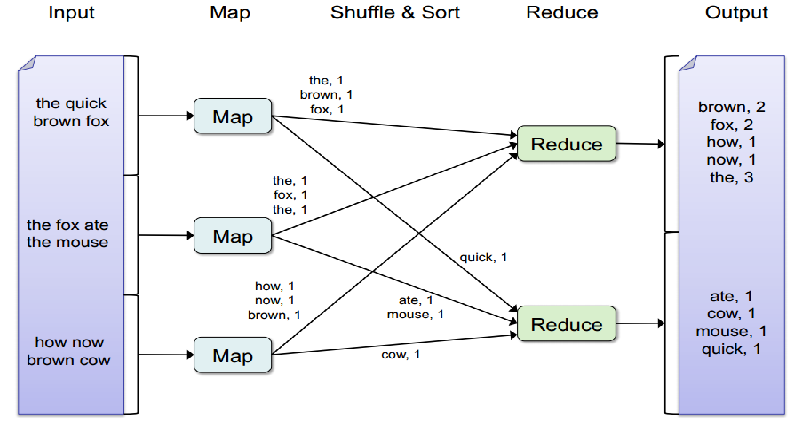 Input
Map
Shuffle & Sort
Reduce
Output
the quick
brown fox
Map
the, 1
brown, 1
fox, 1
Reduce
brown, 2
fox, 2
how, 1
now, 1
the, 3
the fox ate
the mouse
Map
the, 1
fox, 1
the, 1
quick, 1
how now
brown cow
Map
how, 1
now, 1
brown, 1
ate, 1
mouse, 1
cow, 1
Reduce
ate, 1
cow, 1
mouse, 1
quick, 1